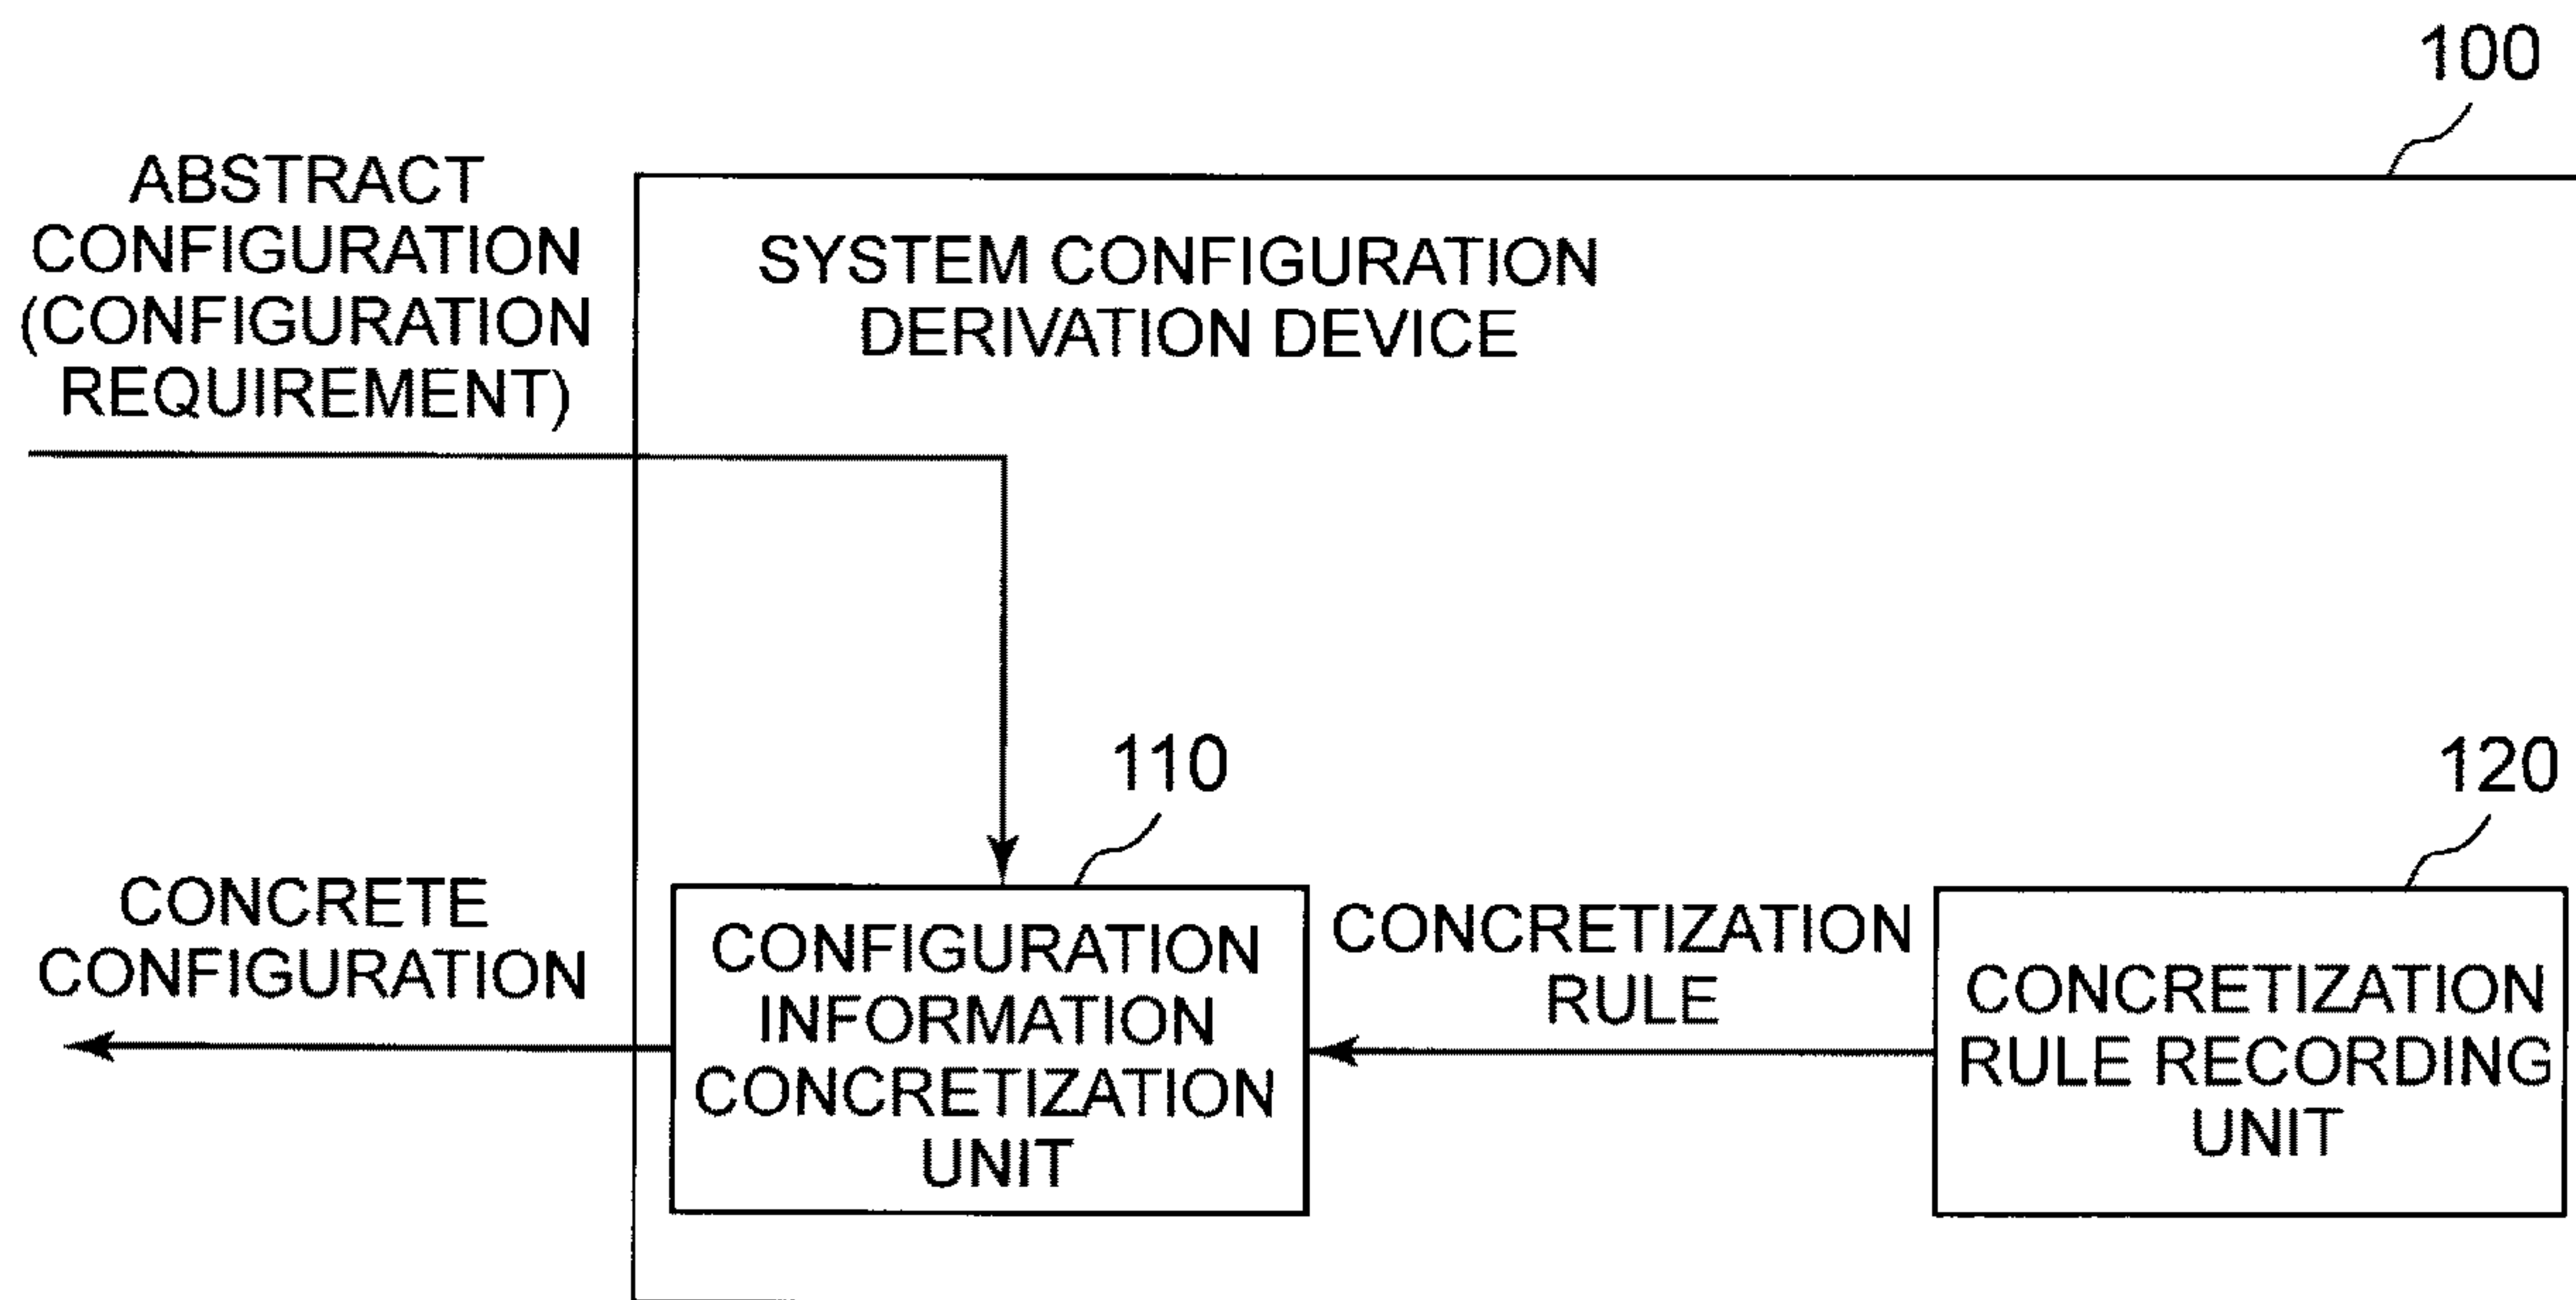 100
ABSTRACT
CONFIGURATION
(CONFIGURATION
REQUIREMENT)
SYSTEM CONFIGURATION
DERIVATION DEVICE
110
120
CONCRETE
CONFIGURATION
CONFIGURATION
INFORMATION
CONCRETIZATION
UNIT
CONCRETIZATION
RULE
CONCRETIZATION
RULE RECORDING
UNIT